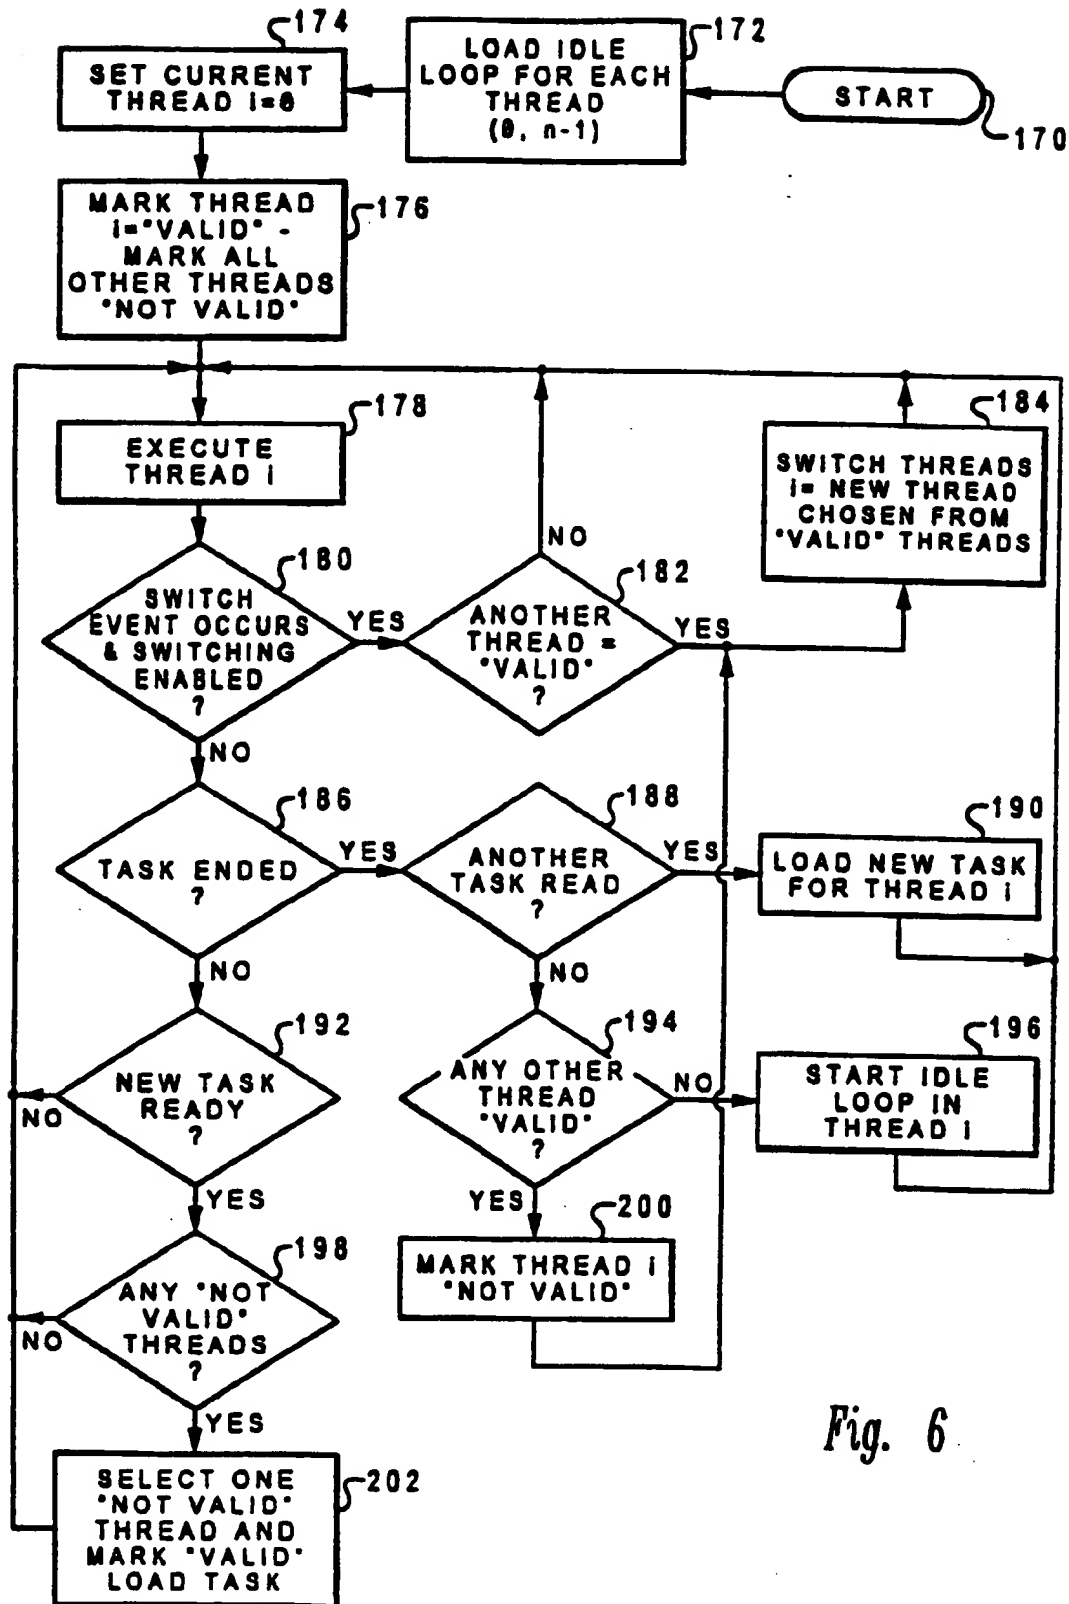 174
SET CURRENT
THREAD i=0
LOAD IDLE
LOOP FOR EACH
THREAD
(0, n-1)
172
START
170
MARK THREAD
i="VALID" -
MARK ALL
OTHER THREADS
"NOT VALID"
176
178
EXECUTE
THREAD i
184
SWITCH THREADS
i= NEW THREAD
CHOSEN FROM
"VALID" THREADS
180
SWITCH
EVENT OCCURS
& SWITCHING
ENABLED
?
YES
NO
NO
182
ANOTHER
THREAD =
"VALID"
?
YES
186
TASK ENDED
?
YES
NO
188
ANOTHER
TASK READ
?
YES
NO
190
LOAD NEW TASK
FOR THREAD i
192
NEW TASK
READY
?
NO
YES
194
ANY OTHER
THREAD
"VALID"
?
NO
YES
196
START IDLE
LOOP IN
THREAD i
198
ANY "NOT
VALID"
THREADS
?
NO
YES
200
MARK THREAD i
"NOT VALID"
202
SELECT ONE
"NOT VALID"
THREAD AND
MARK "VALID"
LOAD TASK
Fig. 6